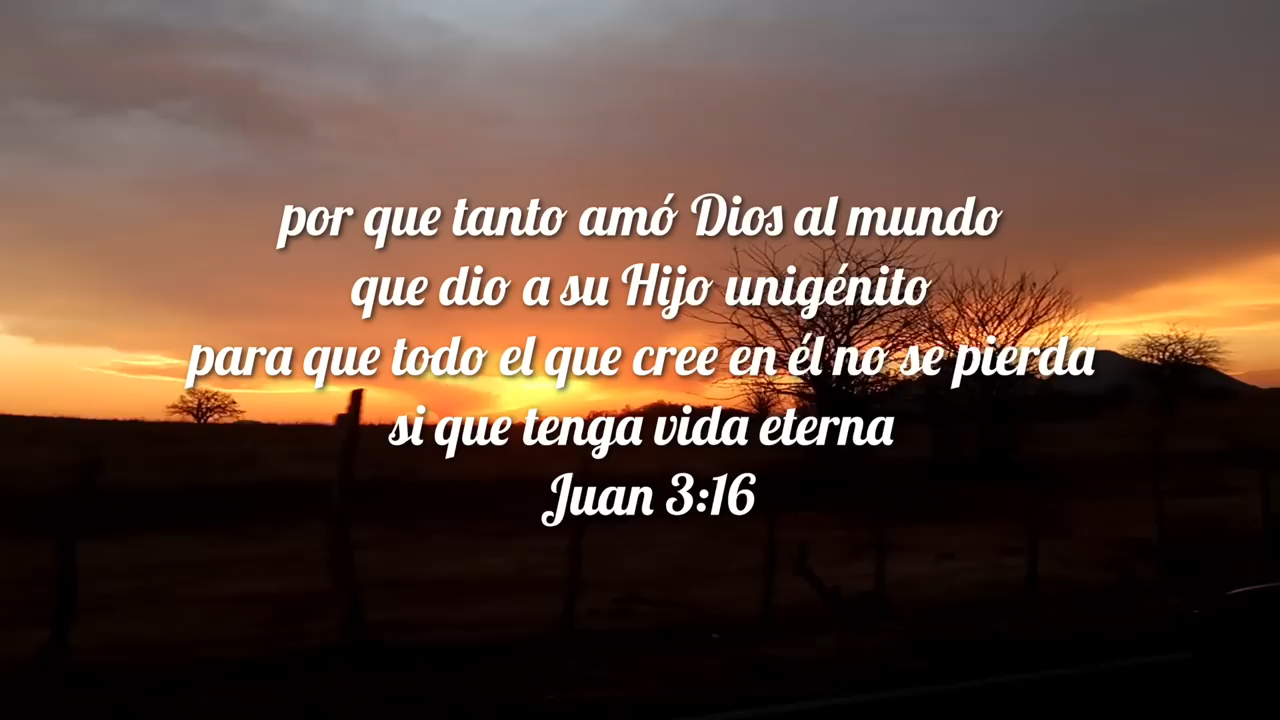 por que tanto amó Dios al mundo
que dio a su Hijo unigénito
para que todo el que cree en él no se pierda
si que tenga vida eterna
Juan 3:16